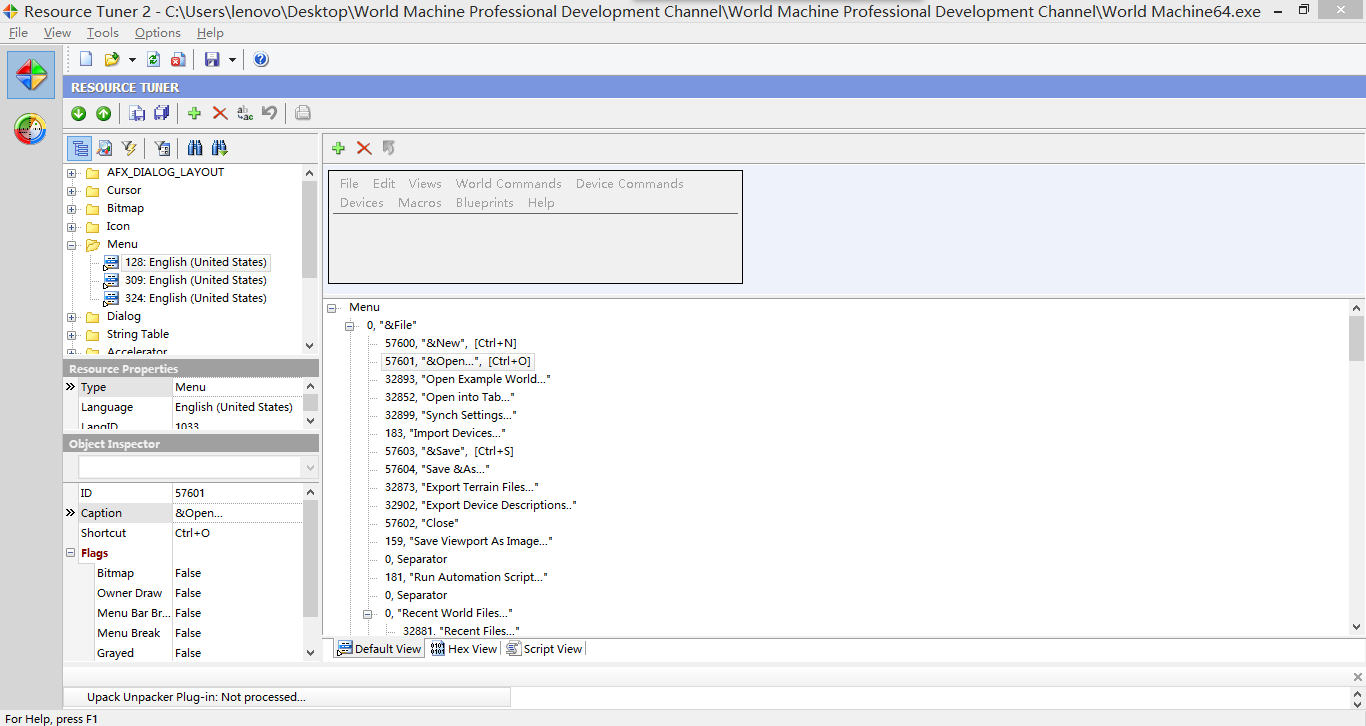 Resource Tuner 2 - C:\Users\lenovo\Desktop\World Machine Professional Development Channel\World Machine Professional Development Channel\World Machine64.exe
File View Tools Options Help
RESOURCE TUNER
AFX_DIALOG_LAYOUT
Cursor
Bitmap
Icon
Menu
128: English (United States)
309: English (United States)
324: English (United States)
Dialog
String Table
Accelerator
Resource Properties
Type Menu
Language English (United States)
LangID 1033
Object Inspector
ID 57601
Caption &Open...
Shortcut Ctrl+O
Flags
Bitmap False
Owner Draw False
Menu Bar Br... False
Menu Break False
Grayed False
File Edit Views World Commands Device Commands
Devices Macros Blueprints Help
Menu
0, "&File"
57600, "&New", [Ctrl+N]
57601, "&Open...", [Ctrl+O]
32893, "Open Example World..."
32852, "Open into Tab..."
32899, "Synch Settings..."
183, "Import Devices..."
57603, "&Save", [Ctrl+S]
57604, "Save &As..."
32873, "Export Terrain Files..."
32902, "Export Device Descriptions.."
57602, "Close"
159, "Save Viewport As Image..."
0, Separator
181, "Run Automation Script..."
0, Separator
0, "Recent World Files..."
32881, "Recent Files..."
Default View Hex View Script View
Upack Unpacker Plug-in: Not processed...
For Help, press F1